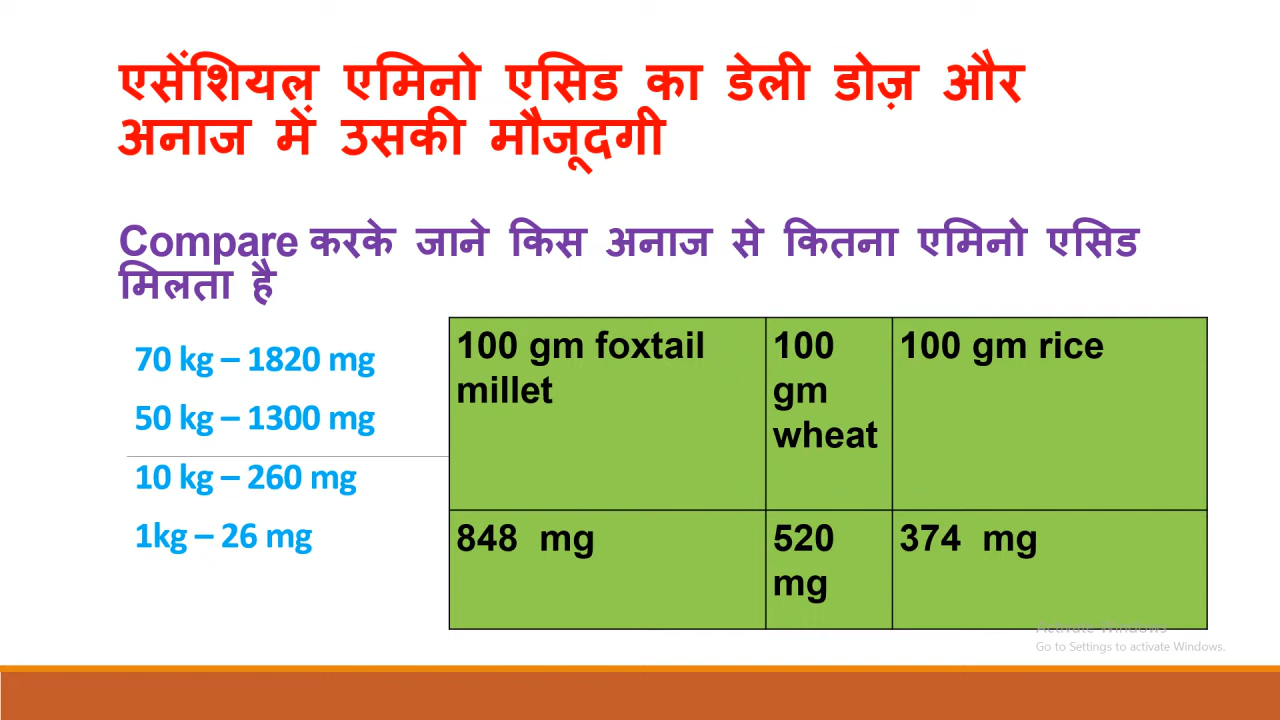 एसेंशियल एमिनो एसिड का डेली डोज़ और
अनाज में उसकी मौजूदगी
Compare करके जाने किस अनाज से कितना एमिनो एसिड
मिलता है
70 kg – 1820 mg
50 kg – 1300 mg
10 kg – 260 mg
1kg – 26 mg
100 gm foxtail
millet
100
gm
wheat
100 gm rice
848 mg
520
mg
374 mg
Activate Windows
Go to Settings to activate Windows.